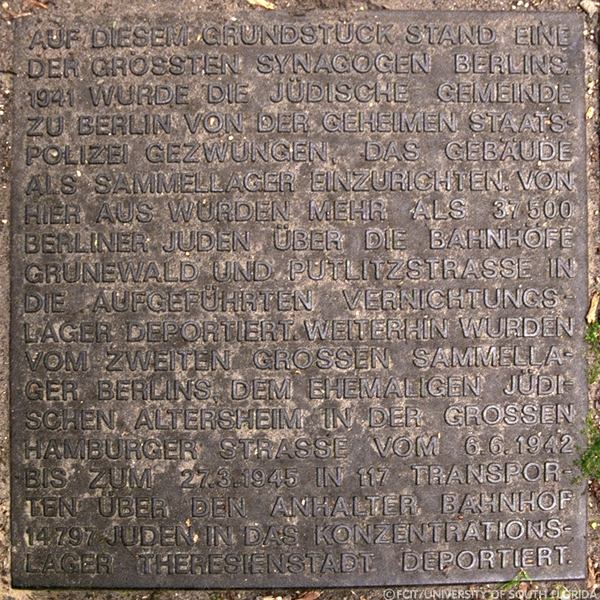 AUF DIESEM GRUNDSTÜCK STAND EINE
DER GRÖSSTEN SYNAGOGEN BERLINS.
1941 WURDE DIE JÜDISCHE GEMEINDE
ZU BERLIN VON DER GEHEIMEN STAATS-
POLIZEI GEZWUNGEN, DAS GEBÄUDE
ALS SAMMELLAGER EINZURICHTEN. VON
HIER AUS WURDEN MEHR ALS 37500
BERLINER JUDEN ÜBER DIE BAHNHÖFE
GRUNEWALD UND PUTLITZSTRASSE IN
DIE AUFGEFÜHRTEN VERNICHTUNGS-
LAGER DEPORTIERT. WEITERHIN WURDEN
VOM ZWEITEN GROSSEN SAMMELLA-
GER BERLINS, DEM EHEMALIGEN JÜDI-
SCHEN ALTERSHEIM IN DER GROSSEN
HAMBURGER STRASSE VOM 6.6.1942
BIS ZUM 27.3.1945 IN 117 TRANSPOR-
TEN ÜBER DEN ANHALTER BAHNHOF
14797 JUDEN IN DAS KONZENTRATIONS-
LAGER THERESIENSTADT DEPORTIERT.
©FCIT/UNIVERSITY OF SOUTH FLORIDA